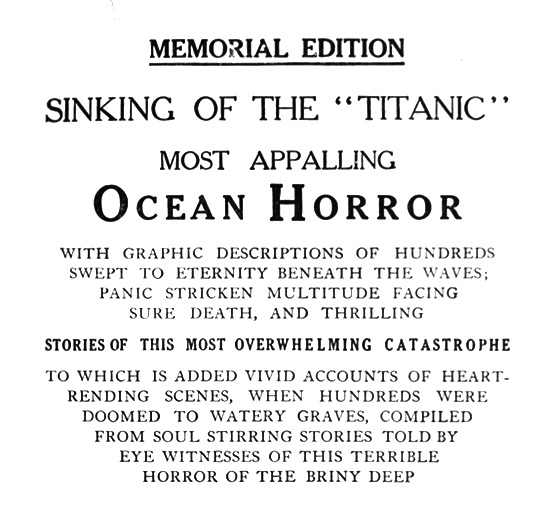 MEMORIAL EDITION
SINKING OF THE "TITANIC"
MOST APPALLING
OCEAN HORROR
WITH GRAPHIC DESCRIPTIONS OF HUNDREDS
SWEPT TO ETERNITY BENEATH THE WAVES;
PANIC STRICKEN MULTITUDE FACING
SURE DEATH, AND THRILLING
STORIES OF THIS MOST OVERWHELMING CATASTROPHE
TO WHICH IS ADDED VIVID ACCOUNTS OF HEART-
RENDING SCENES, WHEN HUNDREDS WERE
DOOMED TO WATERY GRAVES, COMPILED
FROM SOUL STIRRING STORIES TOLD BY
EYE WITNESSES OF THIS TERRIBLE
HORROR OF THE BRINY DEEP